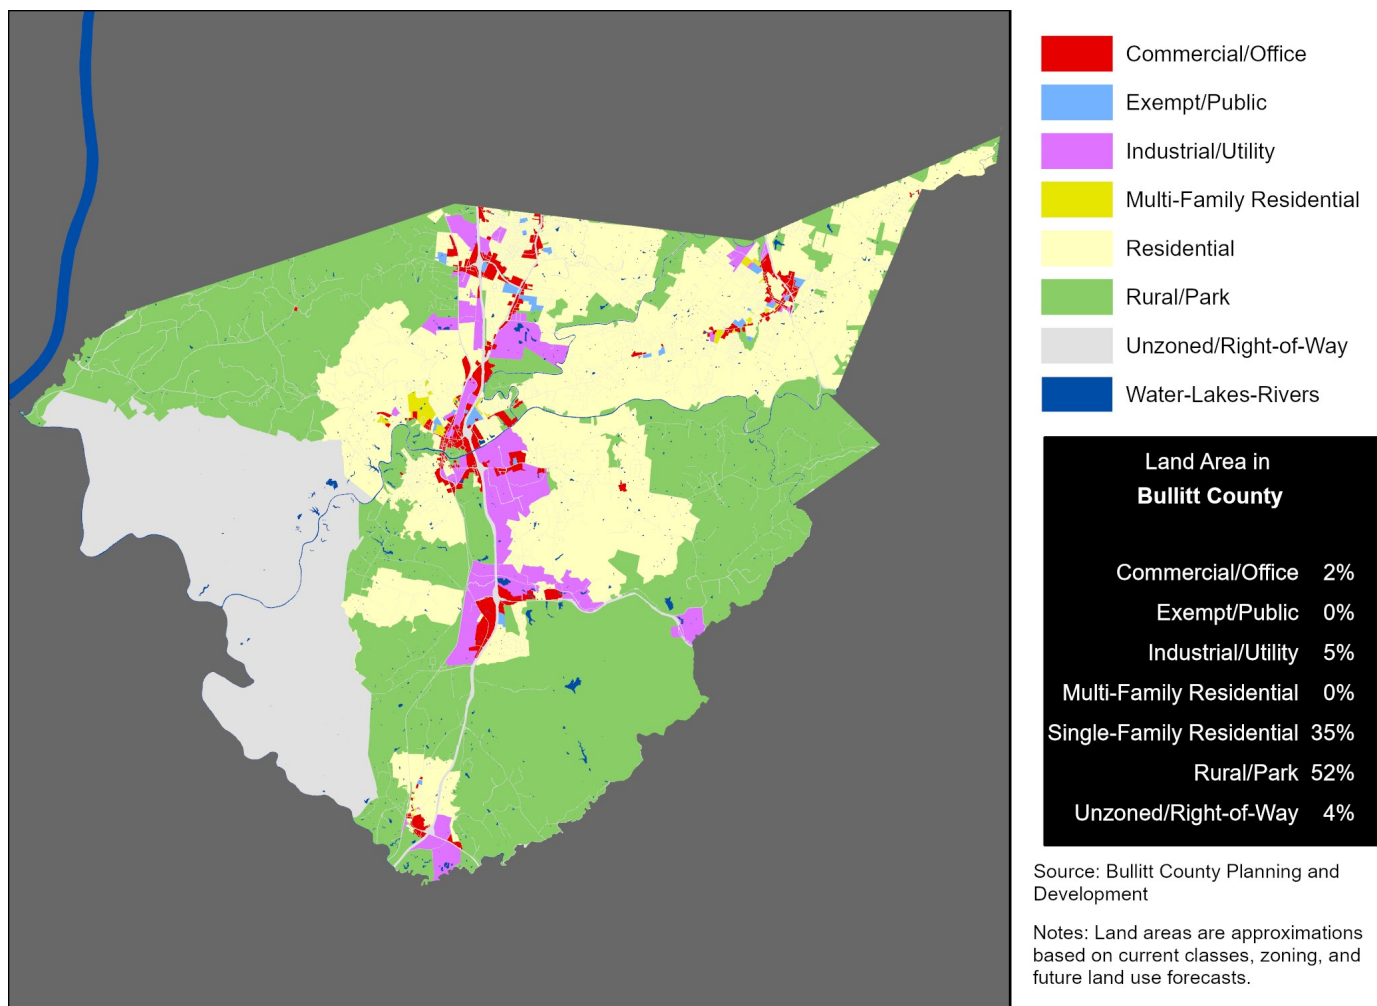 Commercial/Office
Exempt/Public
Industrial/Utility
Multi-Family Residential
Residential
Rural/Park
Unzoned/Right-of-Way
Water-Lakes-Rivers
Land Area in
Bullitt County
Commercial/Office 2%
Exempt/Public 0%
Industrial/Utility 5%
Multi-Family Residential 0%
Single-Family Residential 35%
Rural/Park 52%
Unzoned/Right-of-Way 4%
Source: Bullitt County Planning and
Development
Notes: Land areas are approximations
based on current classes, zoning, and
future land use forecasts.